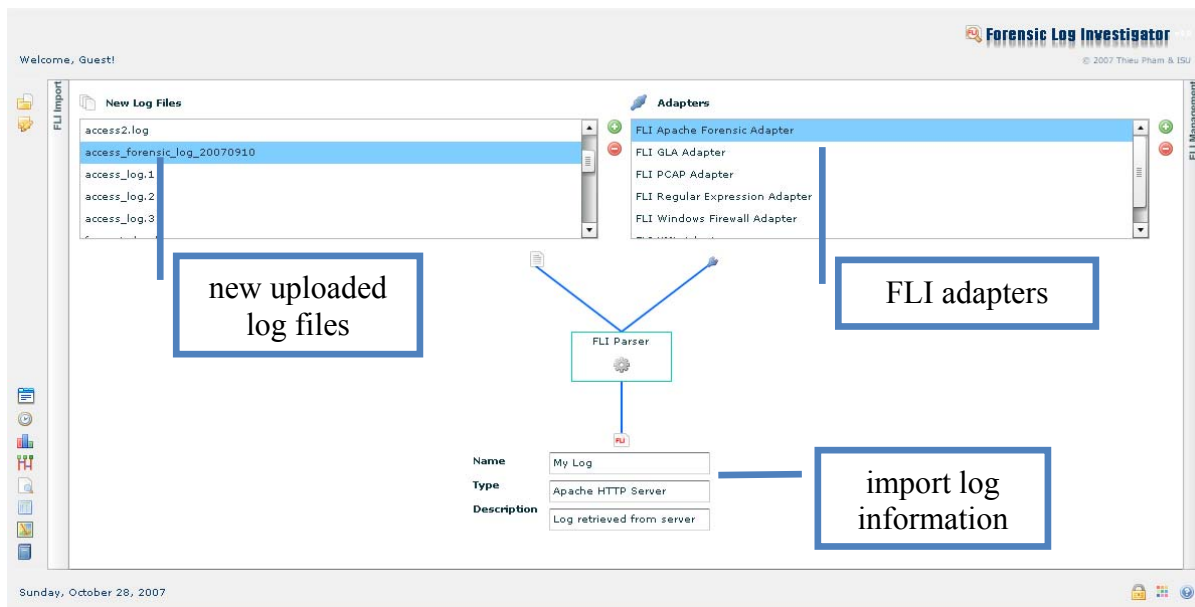 Forensic Log Investigator
Welcome, Guest!
© 2007 Thieu Pham & ISU
FLI Import
New Log Files
access2.log
access_forensic_log_20070910
access_log.1
access_log.2
access_log.3
Adapters
FLI Apache Forensic Adapter
FLI GLA Adapter
FLI PCAP Adapter
FLI Regular Expression Adapter
FLI Windows Firewall Adapter
FLI Management
new uploaded
log files
FLI adapters
FLI Parser
FLI
Name My Log
Type Apache HTTP Server
Description Log retrieved from server
import log
information
Sunday, October 28, 2007